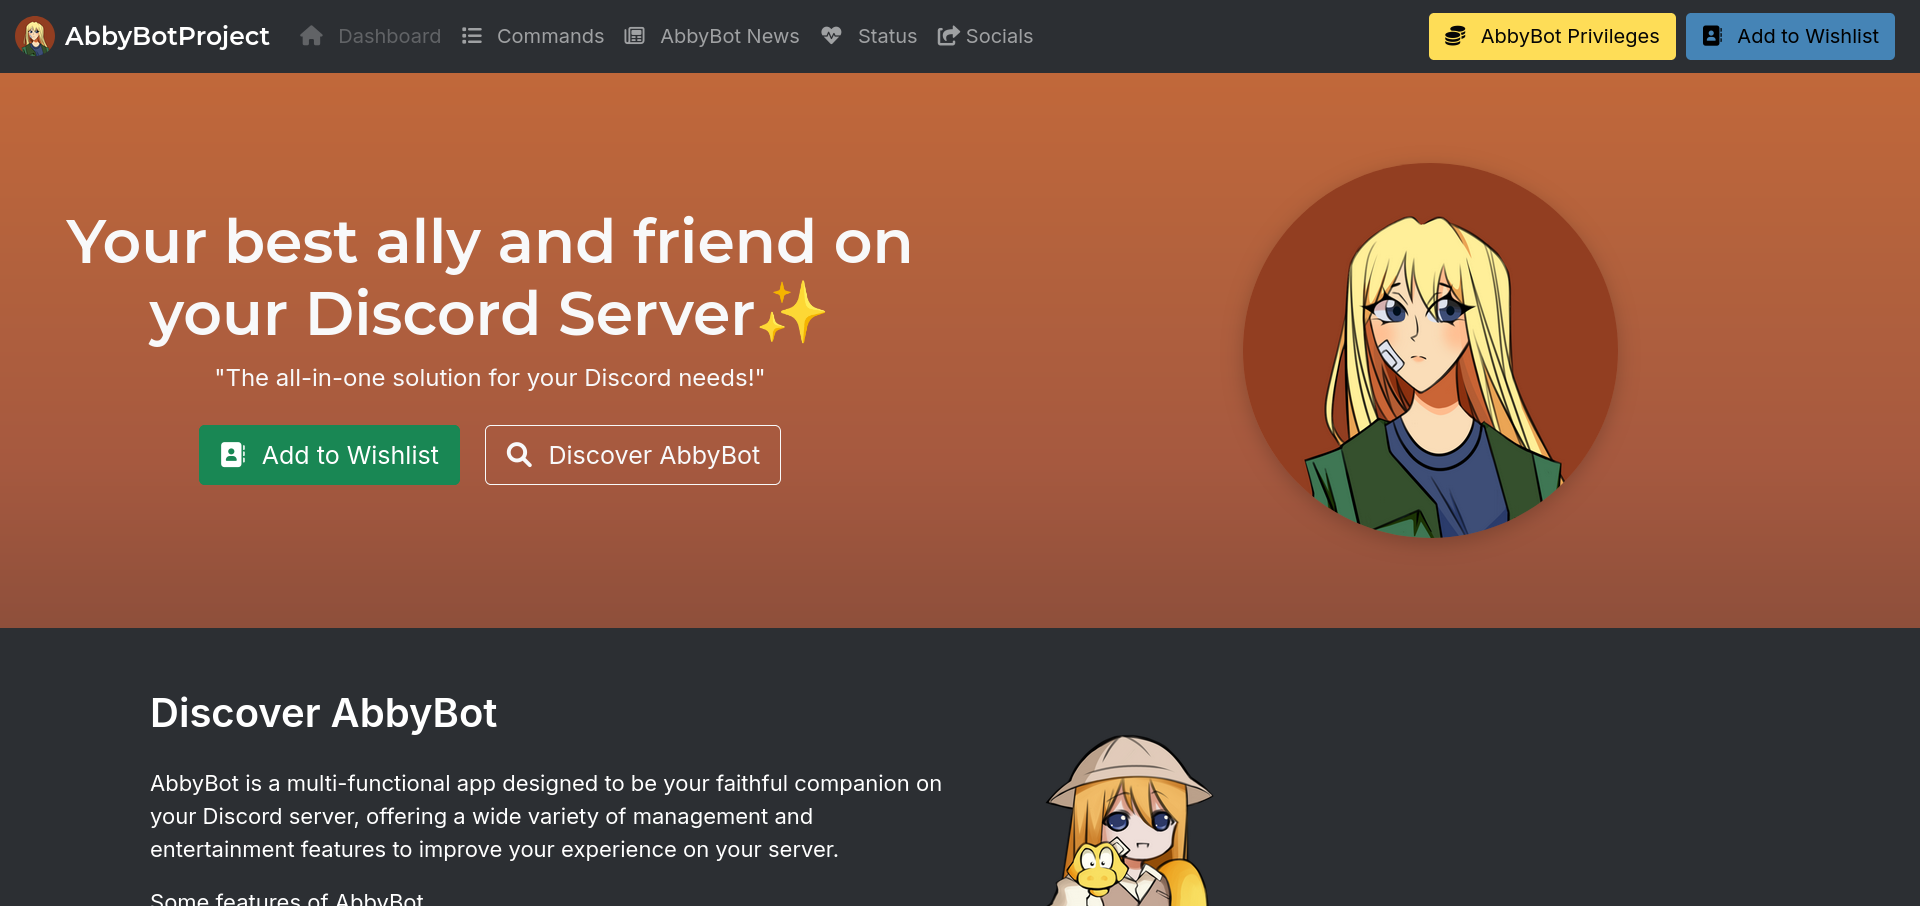 AbbyBotProject
Dashboard
Commands
AbbyBot News
Status
Socials
AbbyBot Privileges
Add to Wishlist
Your best ally and friend on
your Discord Server✨
"The all-in-one solution for your Discord needs!"
Add to Wishlist
Discover AbbyBot
Discover AbbyBot
AbbyBot is a multi-functional app designed to be your faithful companion on
your Discord server, offering a wide variety of management and
entertainment features to improve your experience on your server.
Some features of AbbyBot